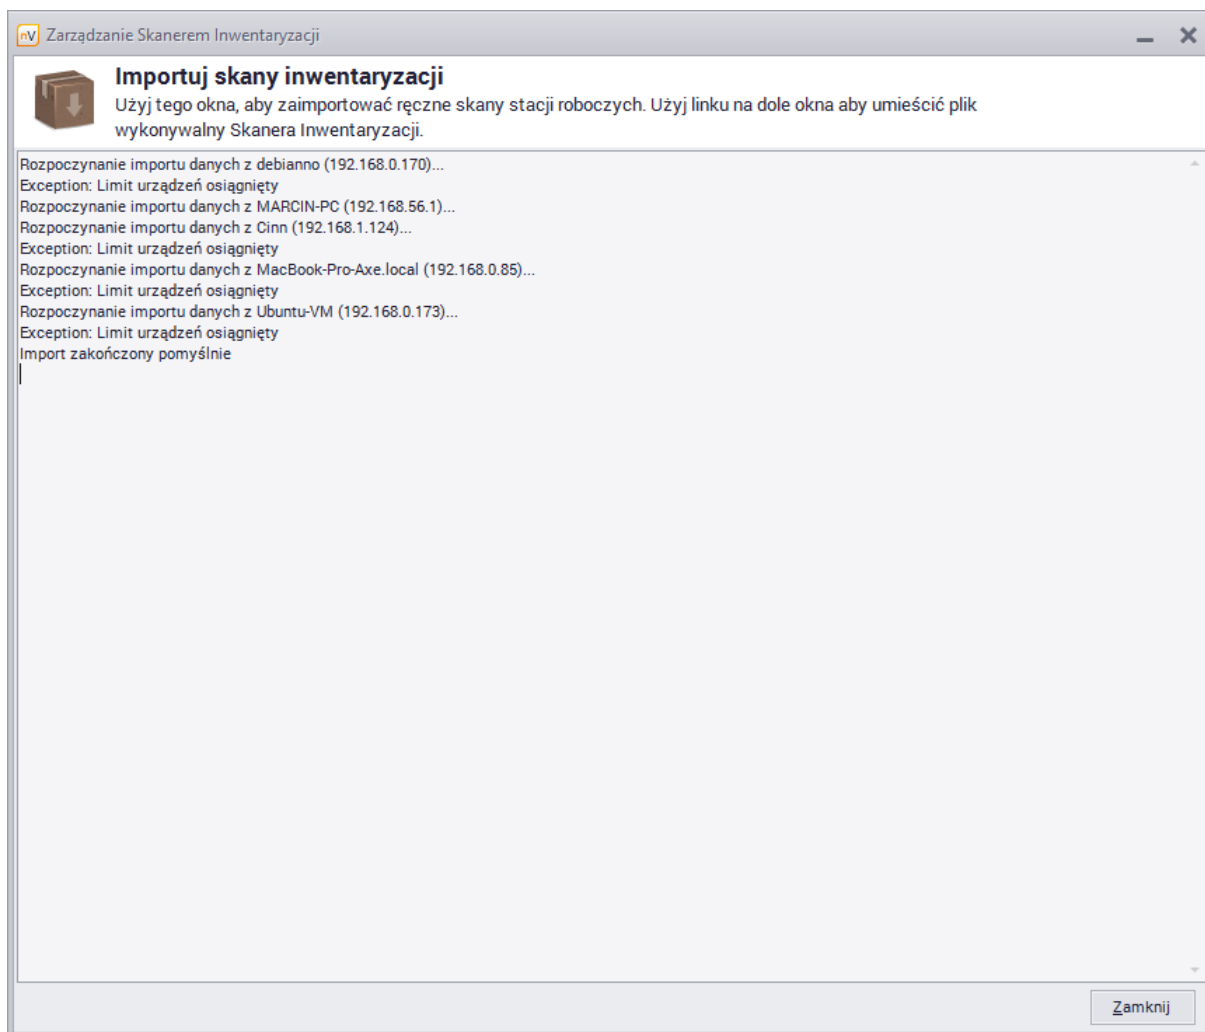 nV Zarządzanie Skanerem Inwentaryzacji
Importuj skany inwentaryzacji
Użyj tego okna, aby zaimportować ręczne skany stacji roboczych. Użyj linku na dole okna aby umieścić plik
wykonywalny Skanera Inwentaryzacji.
Rozpoczynanie importu danych z debianno (192.168.0.170)...
Exception: Limit urządzeń osiągnięty
Rozpoczynanie importu danych z MARCIN-PC (192.168.56.1)...
Rozpoczynanie importu danych z Cinn (192.168.1.124)...
Exception: Limit urządzeń osiągnięty
Rozpoczynanie importu danych z MacBook-Pro-Axe.local (192.168.0.85)...
Exception: Limit urządzeń osiągnięty
Rozpoczynanie importu danych z Ubuntu-VM (192.168.0.173)...
Exception: Limit urządzeń osiągnięty
Import zakończony pomyślnie
Zamknij